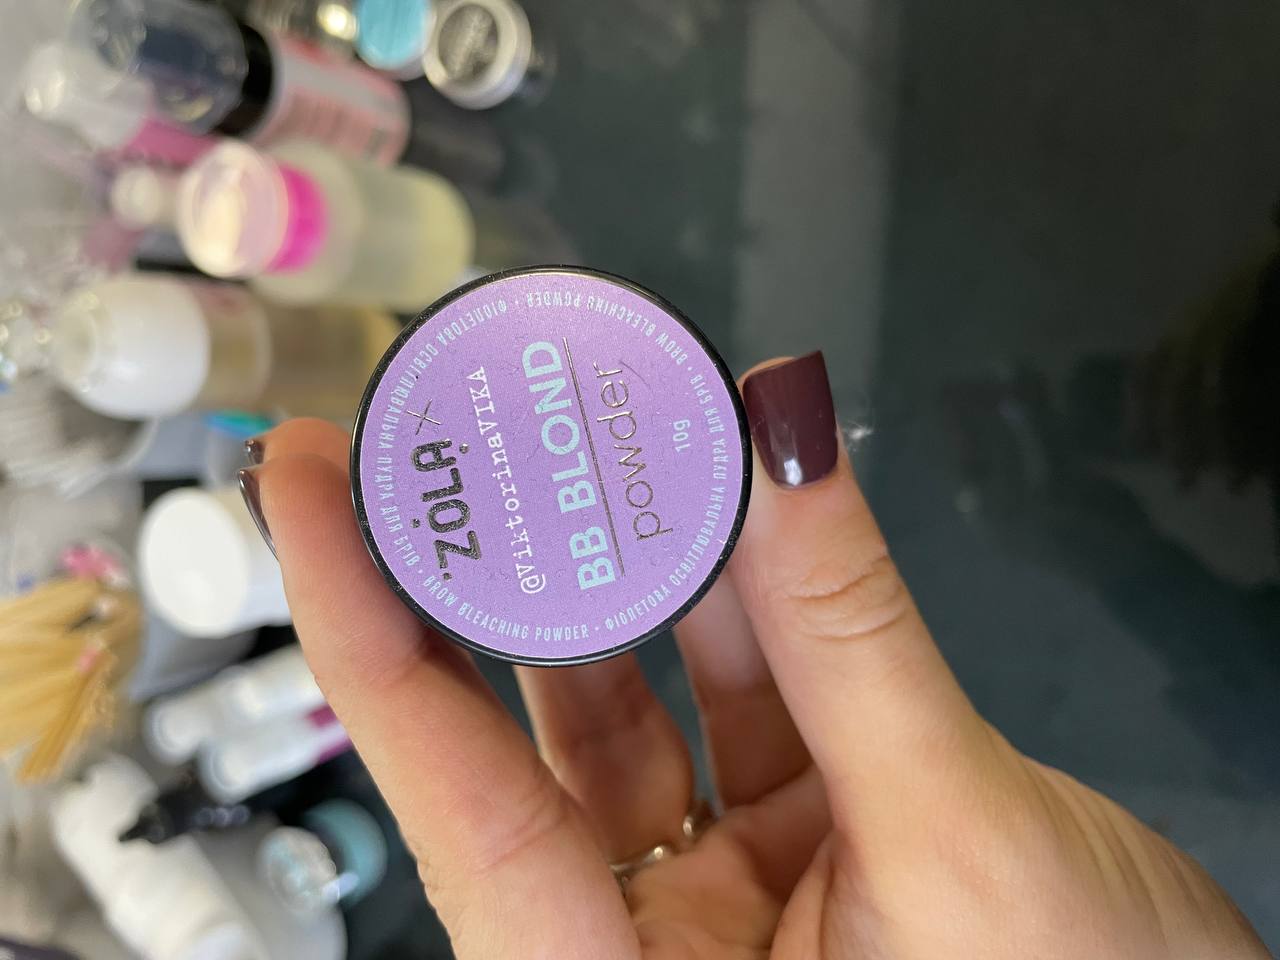 ZOLA X
@viktorinaVIKA
BB BLOND
powder
10g
ФІОЛЕТОВА ОСВІТЛЮВАЛЬНА ПУДРА ДЛЯ БРІВ • BROW BLEACHING POWDER • ФІОЛЕТОВА ОСВІТЛЮВАЛЬНА ПУДРА ДЛЯ БРІВ • BROW BLEACHING POWDER •